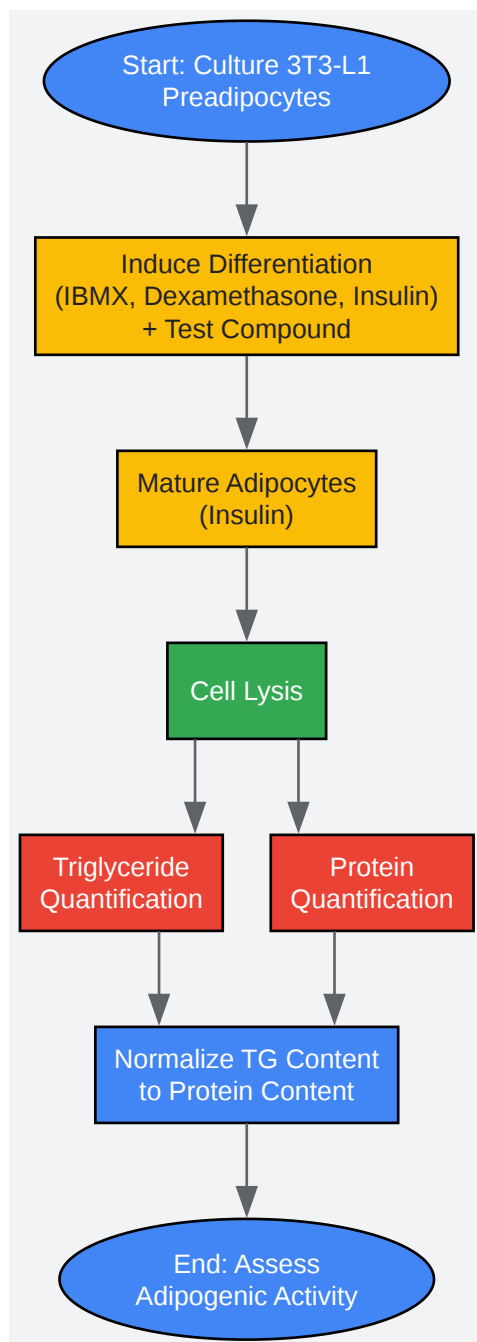 Start: Culture 3T3-L1
Preadipocytes
Induce Differentiation
(IBMX, Dexamethasone, Insulin)
+ Test Compound
Mature Adipocytes
(Insulin)
Cell Lysis
Triglyceride
Quantification
Protein
Quantification
Normalize TG Content
to Protein Content
End: Assess
Adipogenic Activity